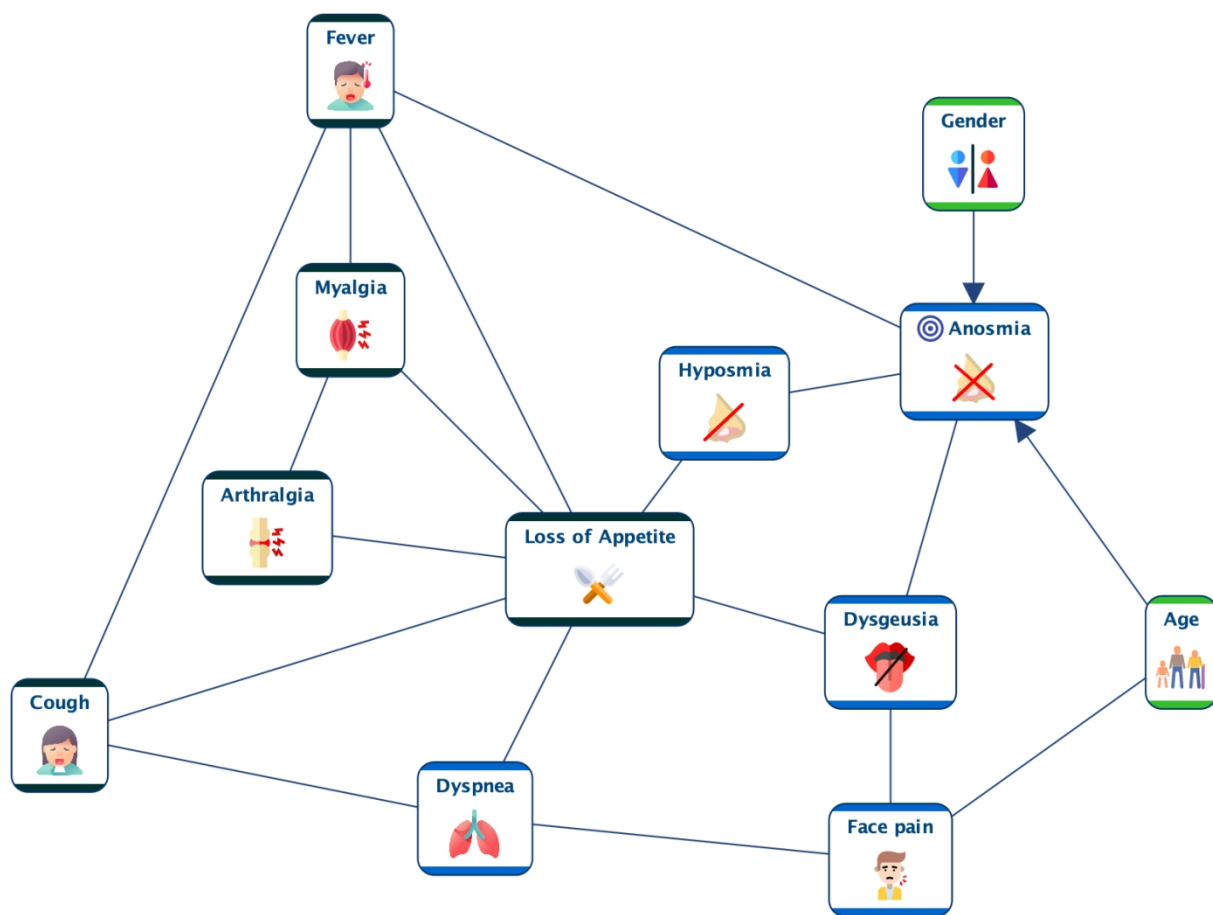 Fever
Gender
Myalgia
Anosmia
Hyposmia
Arthralgia
Loss of Appetite
Dysgeusia
Age
Cough
Dyspnea
Face pain